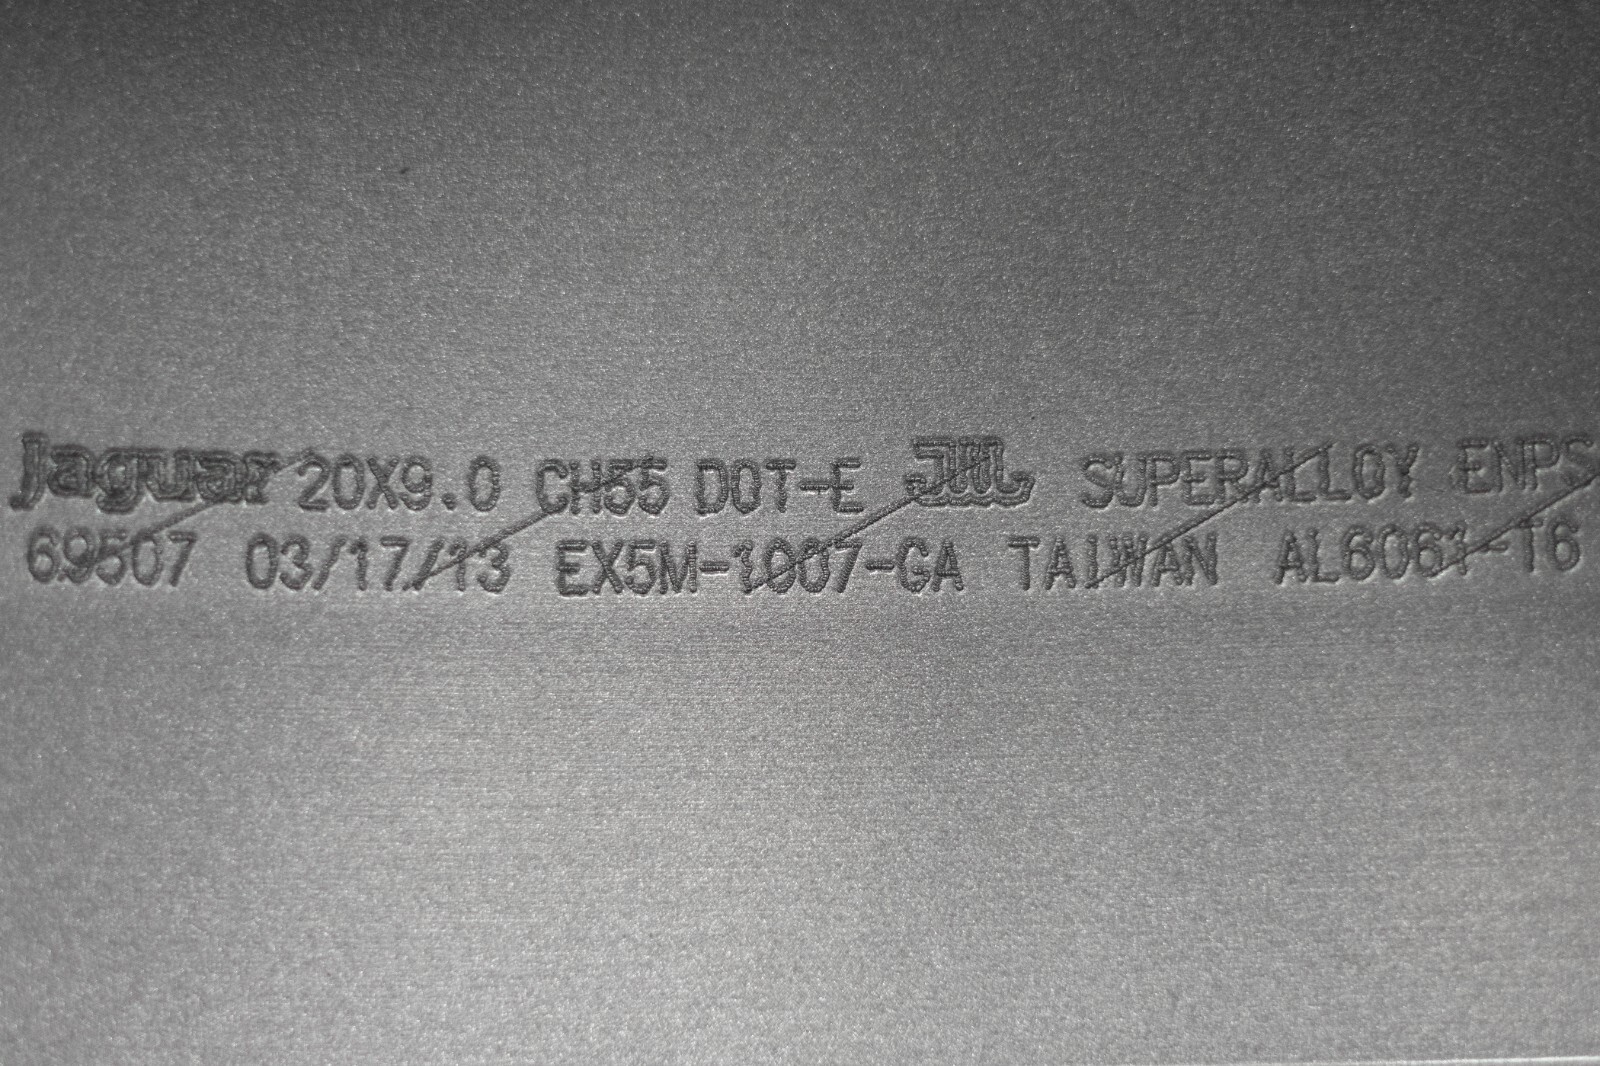 Jaguar 20X9.0 CH55 DOT-E JWL SUPERALLOY ENPS
69507 03/17/13 EX5M-1007-GA TAIWAN AL6061-T6